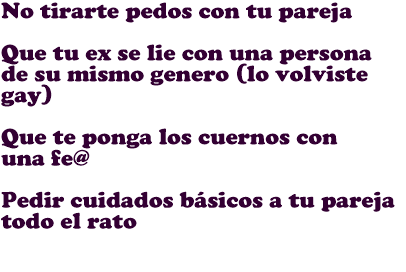 No tirarte pedos con tu pareja
Que tu ex se lie con una persona
de su mismo genero (lo volviste
gay)
Que te ponga los cuernos con
una fe@
Pedir cuidados básicos a tu pareja
todo el rato